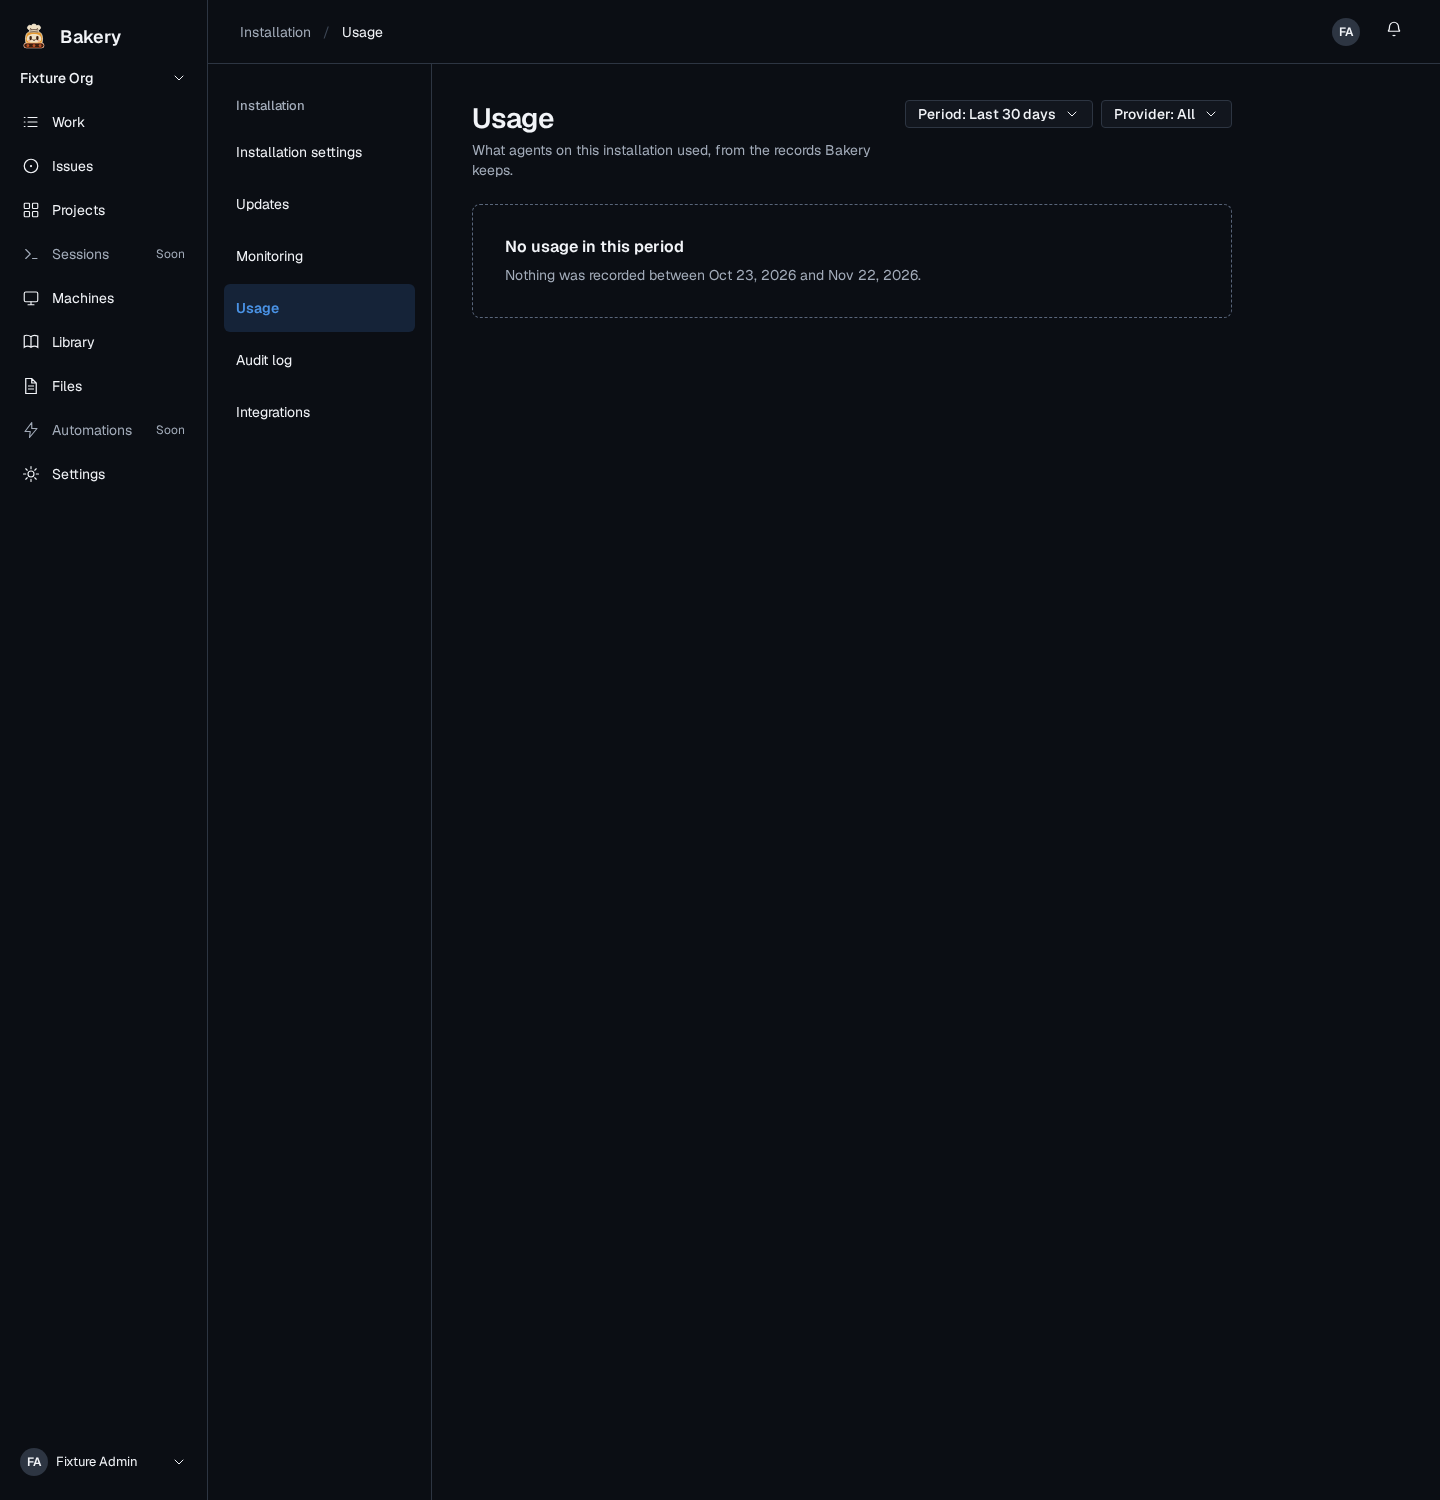 Bakery
Fixture Org
Work
Issues
Projects
Sessions Soon
Machines
Library
Files
Automations Soon
Settings
FA Fixture Admin
Installation / Usage
FA
Installation
Installation settings
Updates
Monitoring
Usage
Audit log
Integrations
Usage
Period: Last 30 days
Provider: All
What agents on this installation used, from the records Bakery
keeps.
No usage in this period
Nothing was recorded between Oct 23, 2026 and Nov 22, 2026.